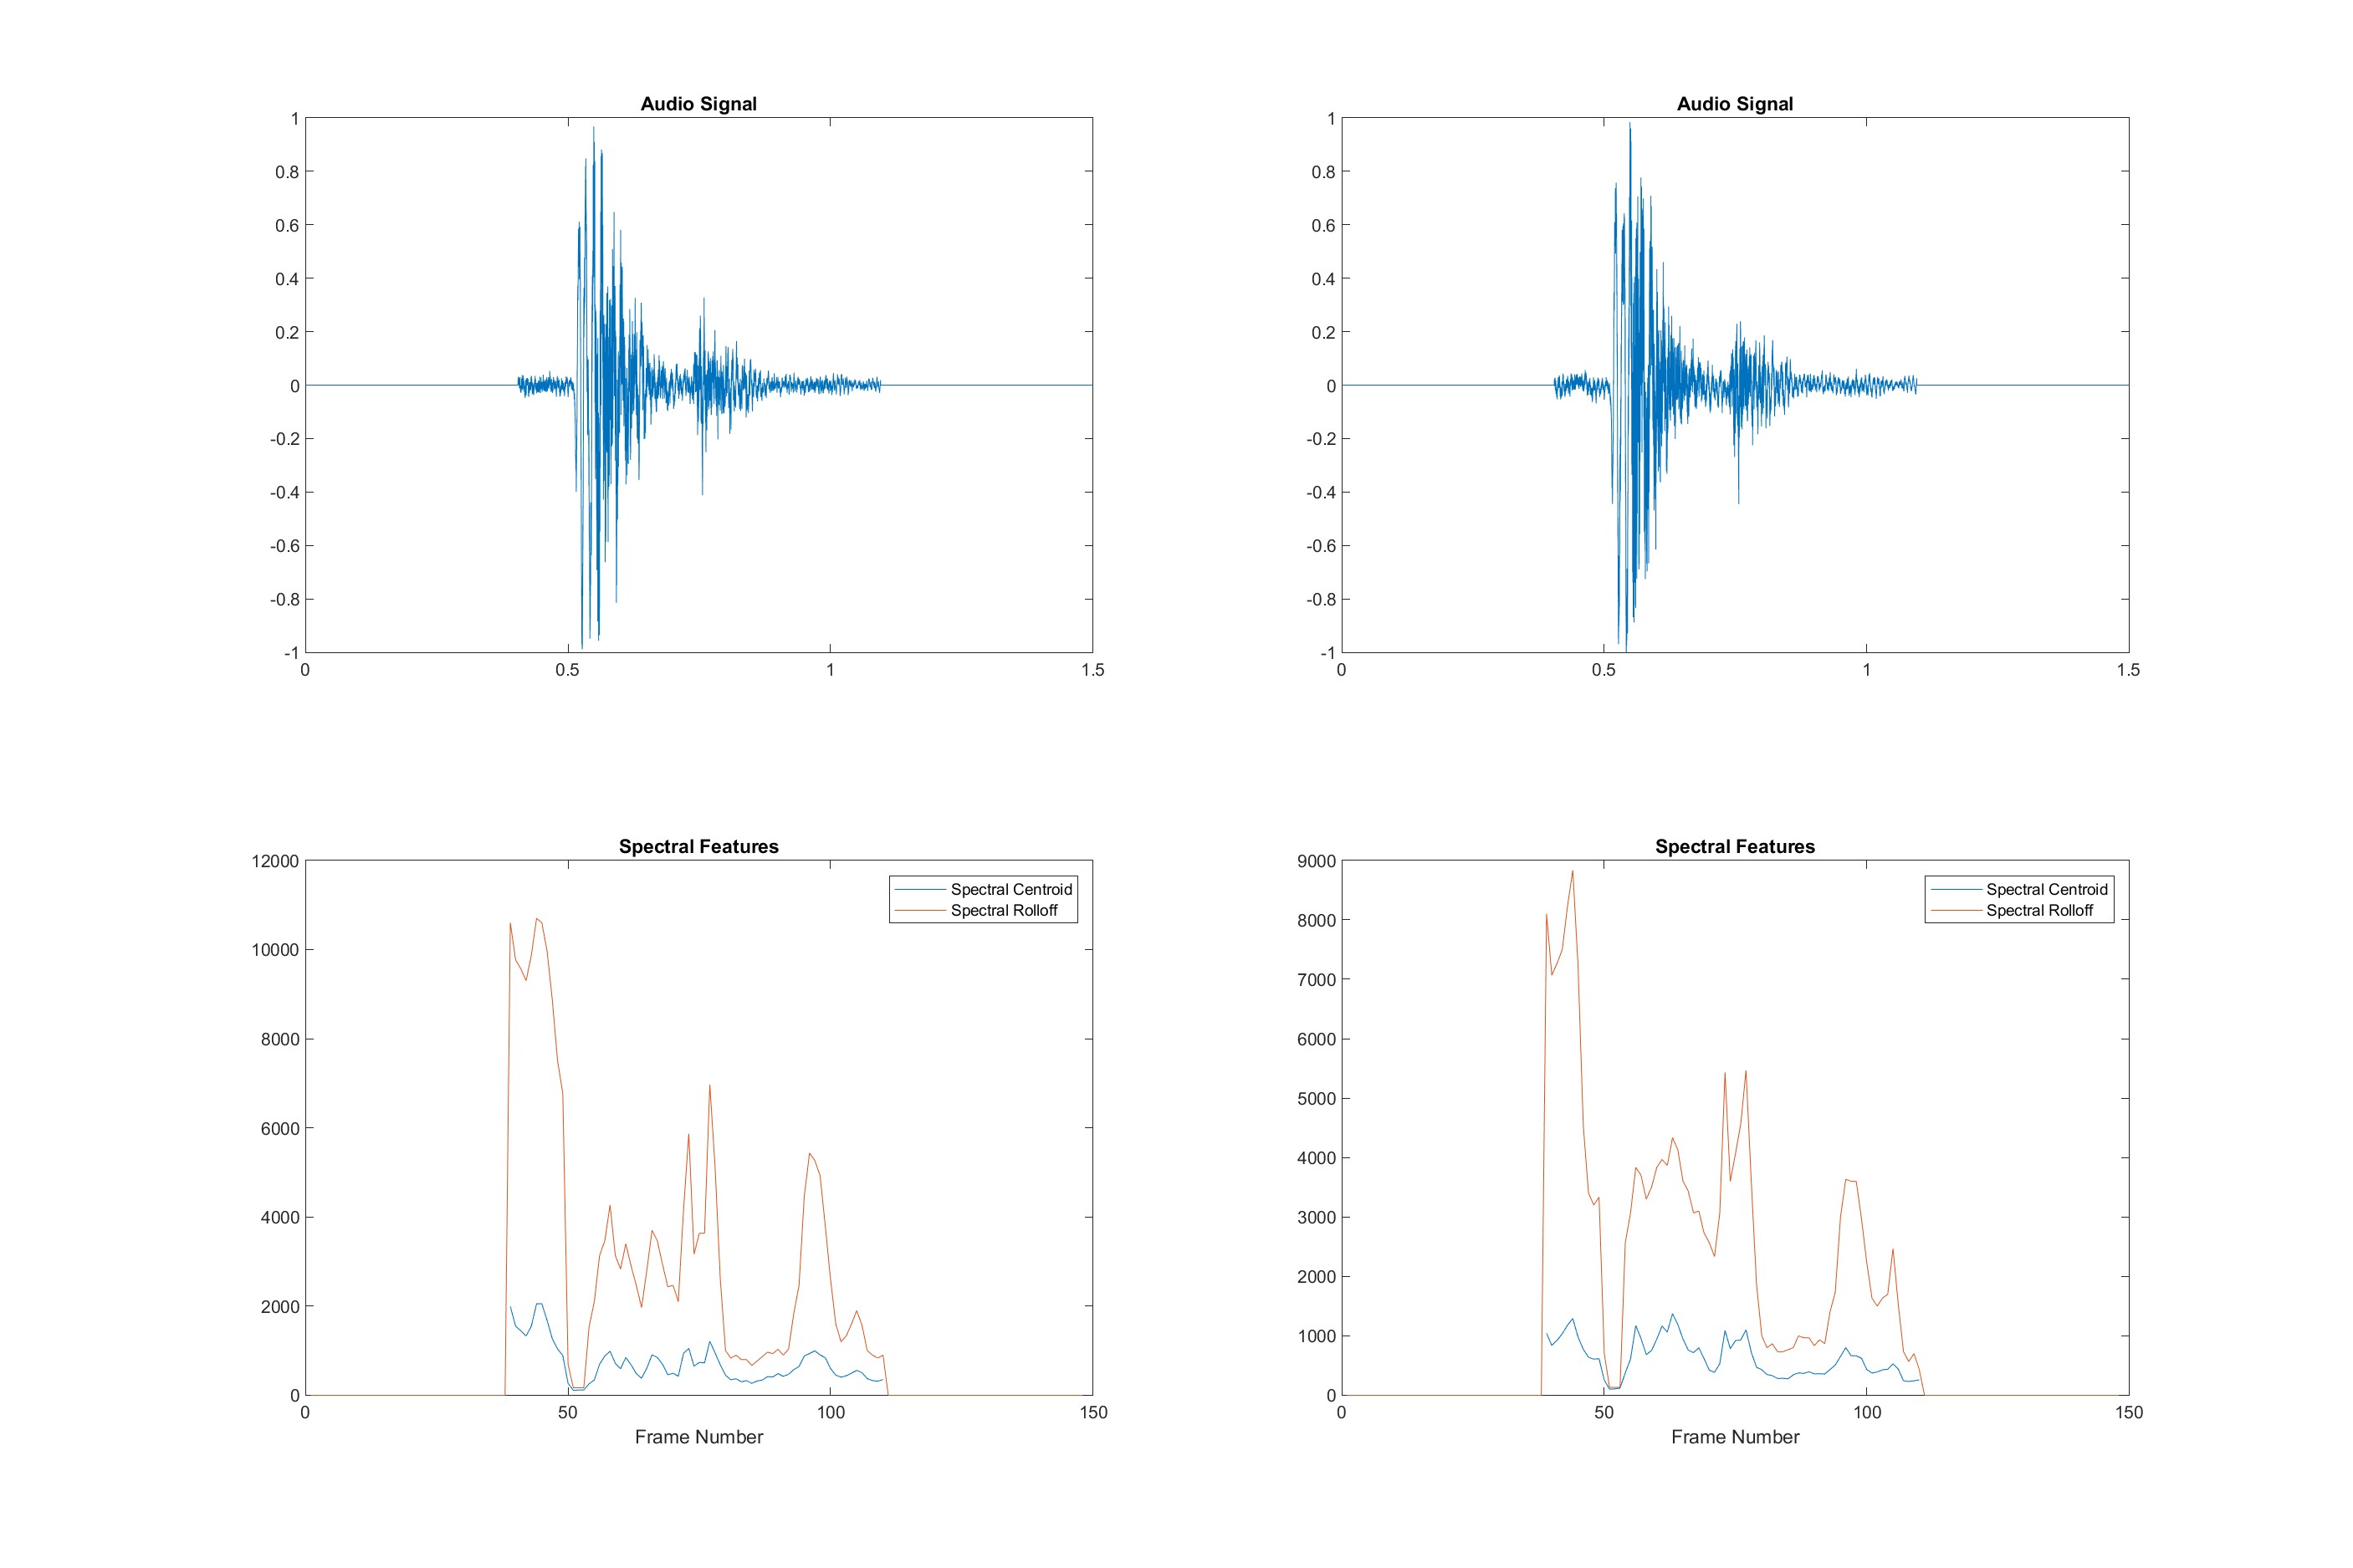 Audio Signal
1
0.8
0.6
0.4
0.2
0
-0.2
-0.4
-0.6
-0.8
-1
0 0.5 1 1.5
Audio Signal
1
0.8
0.6
0.4
0.2
0
-0.2
-0.4
-0.6
-0.8
-1
0 0.5 1 1.5
Spectral Features
12000
10000
8000
6000
4000
2000
0
Spectral Centroid
Spectral Rolloff
0 50 100 150
Frame Number
Spectral Features
9000
8000
7000
6000
5000
4000
3000
2000
1000
0
Spectral Centroid
Spectral Rolloff
0 50 100 150
Frame Number